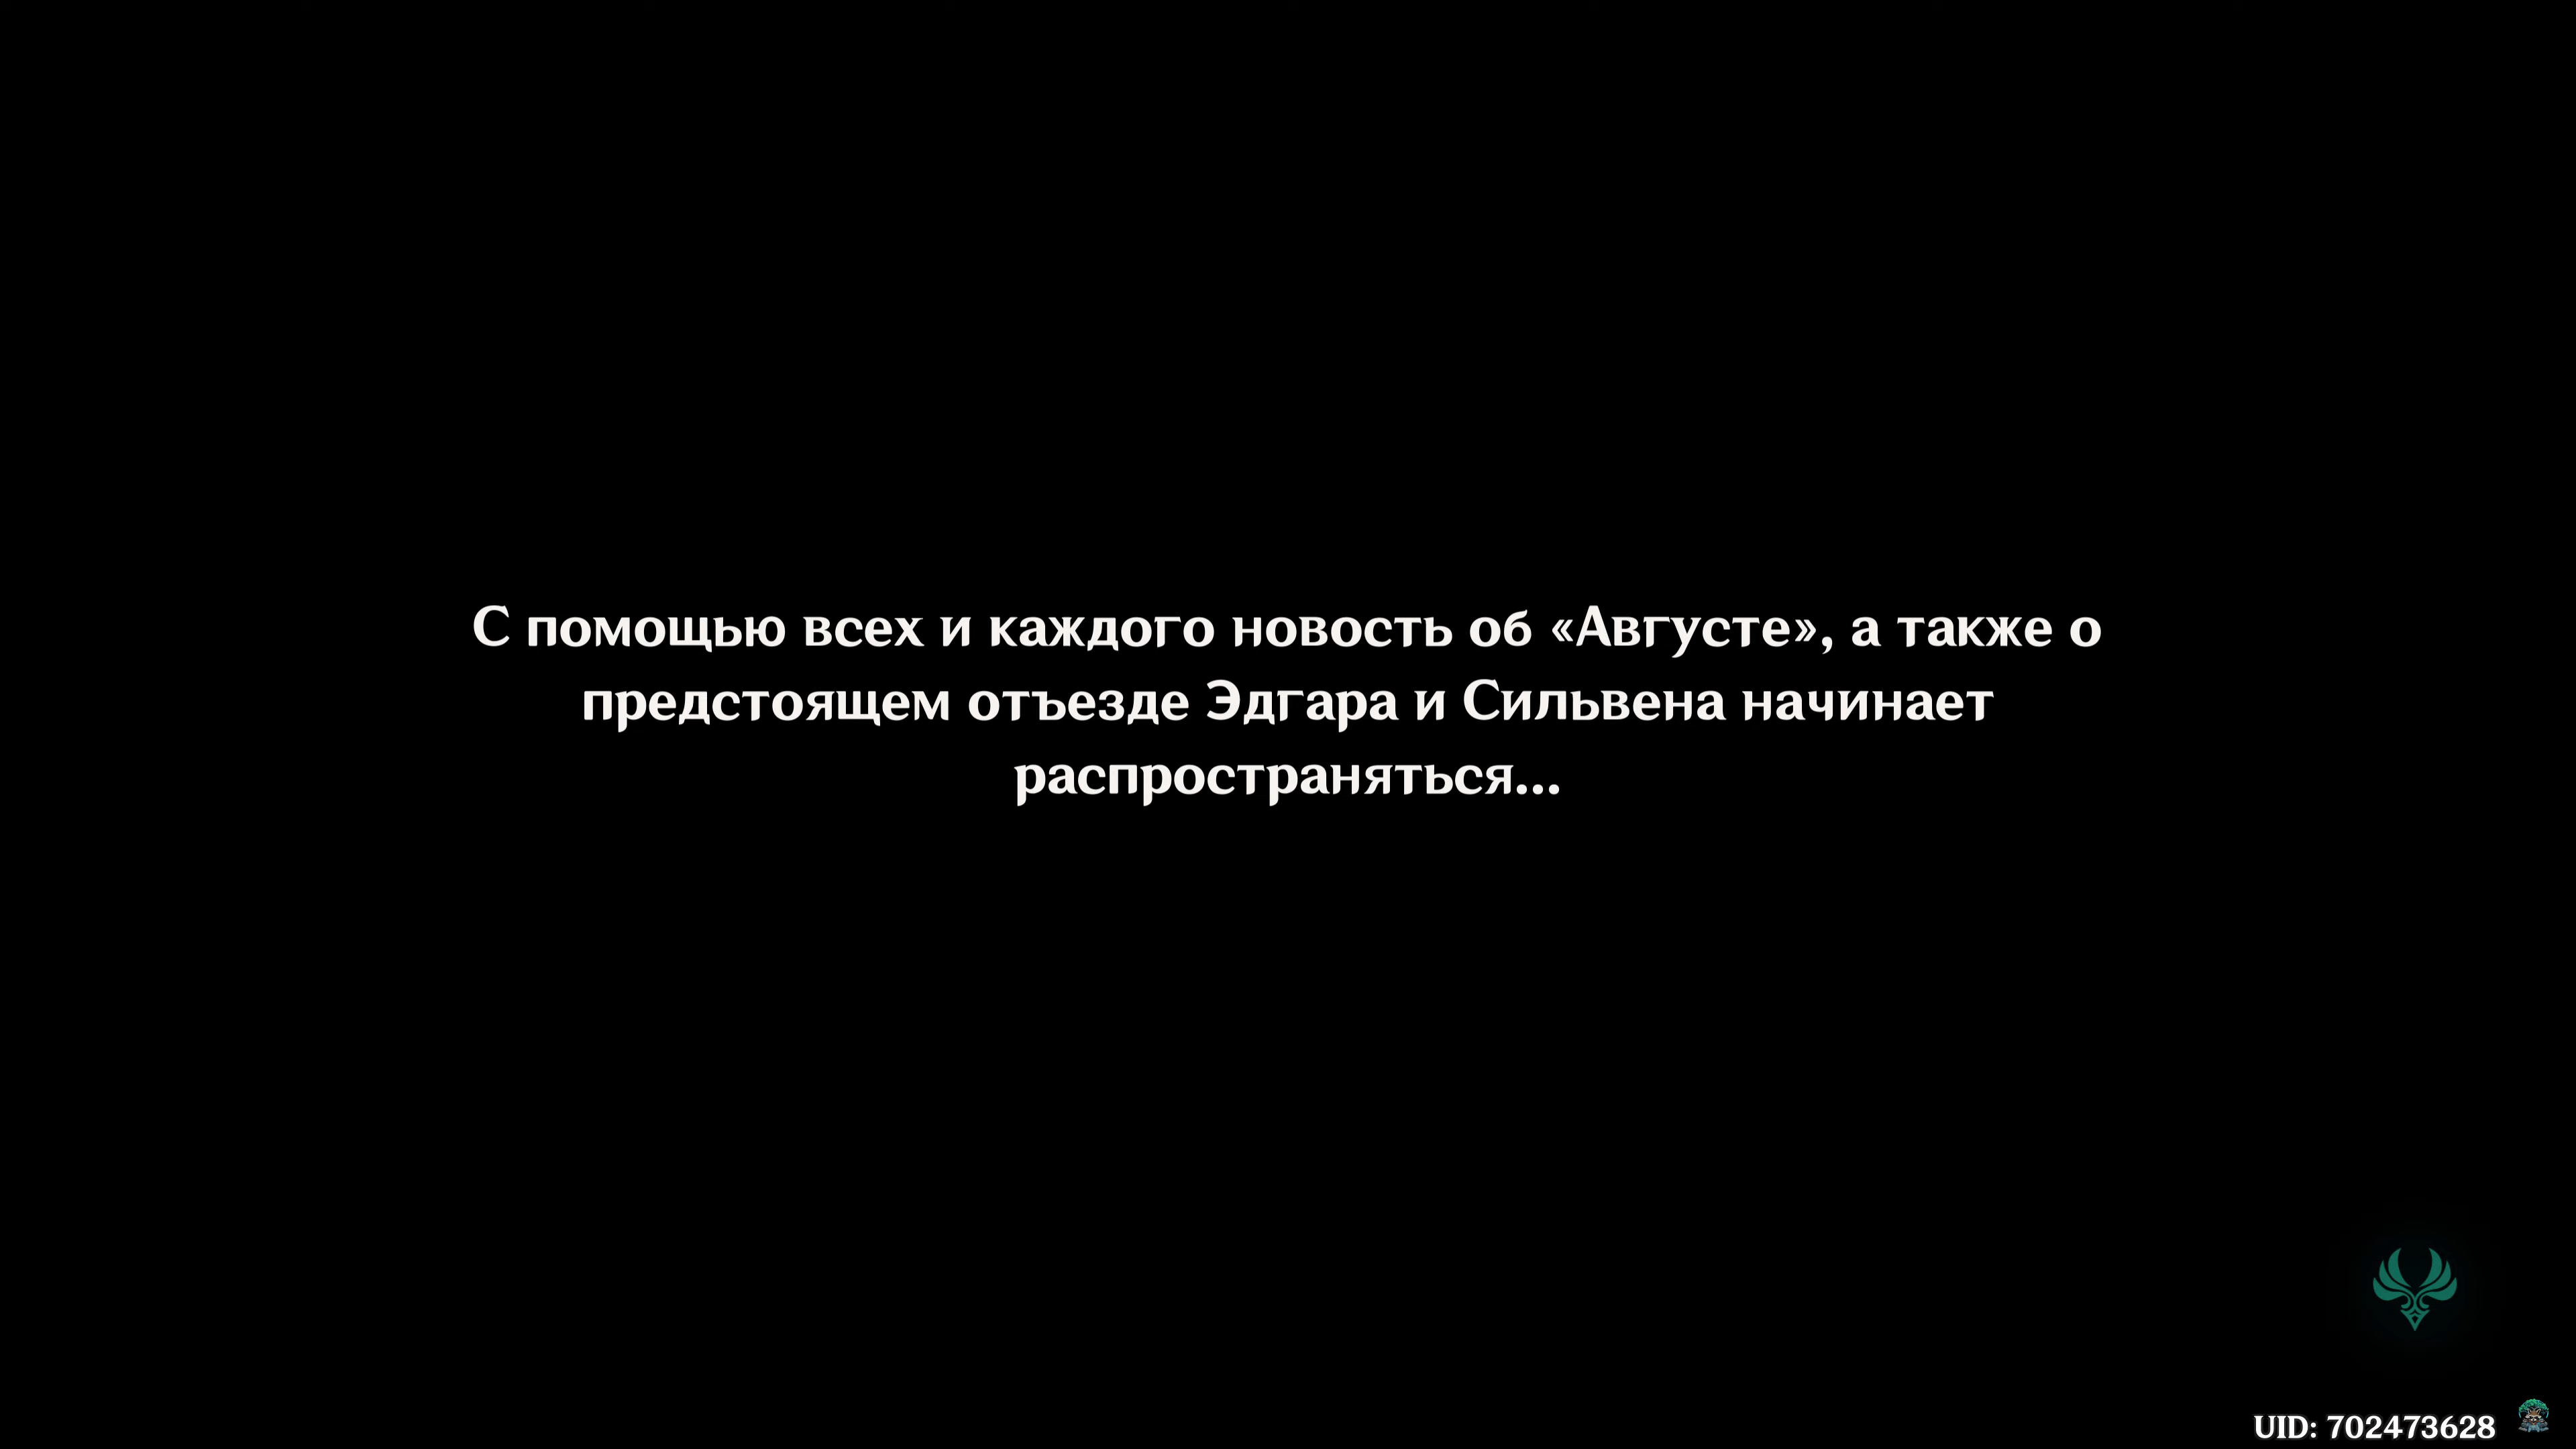 С помощью всех и каждого новость об «Августе», а также о
предстоящем отъезде Эдгара и Сильвена начинает
распространяться...
UID: 702473628